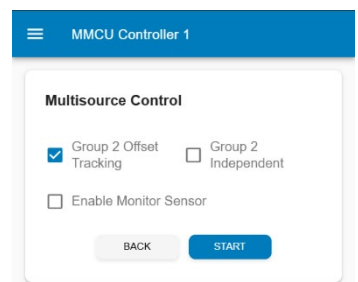 MMCU Controller 1
Multisource Control
Group 2 Offset
Tracking
Group 2
Independent
Enable Monitor Sensor
BACK
START